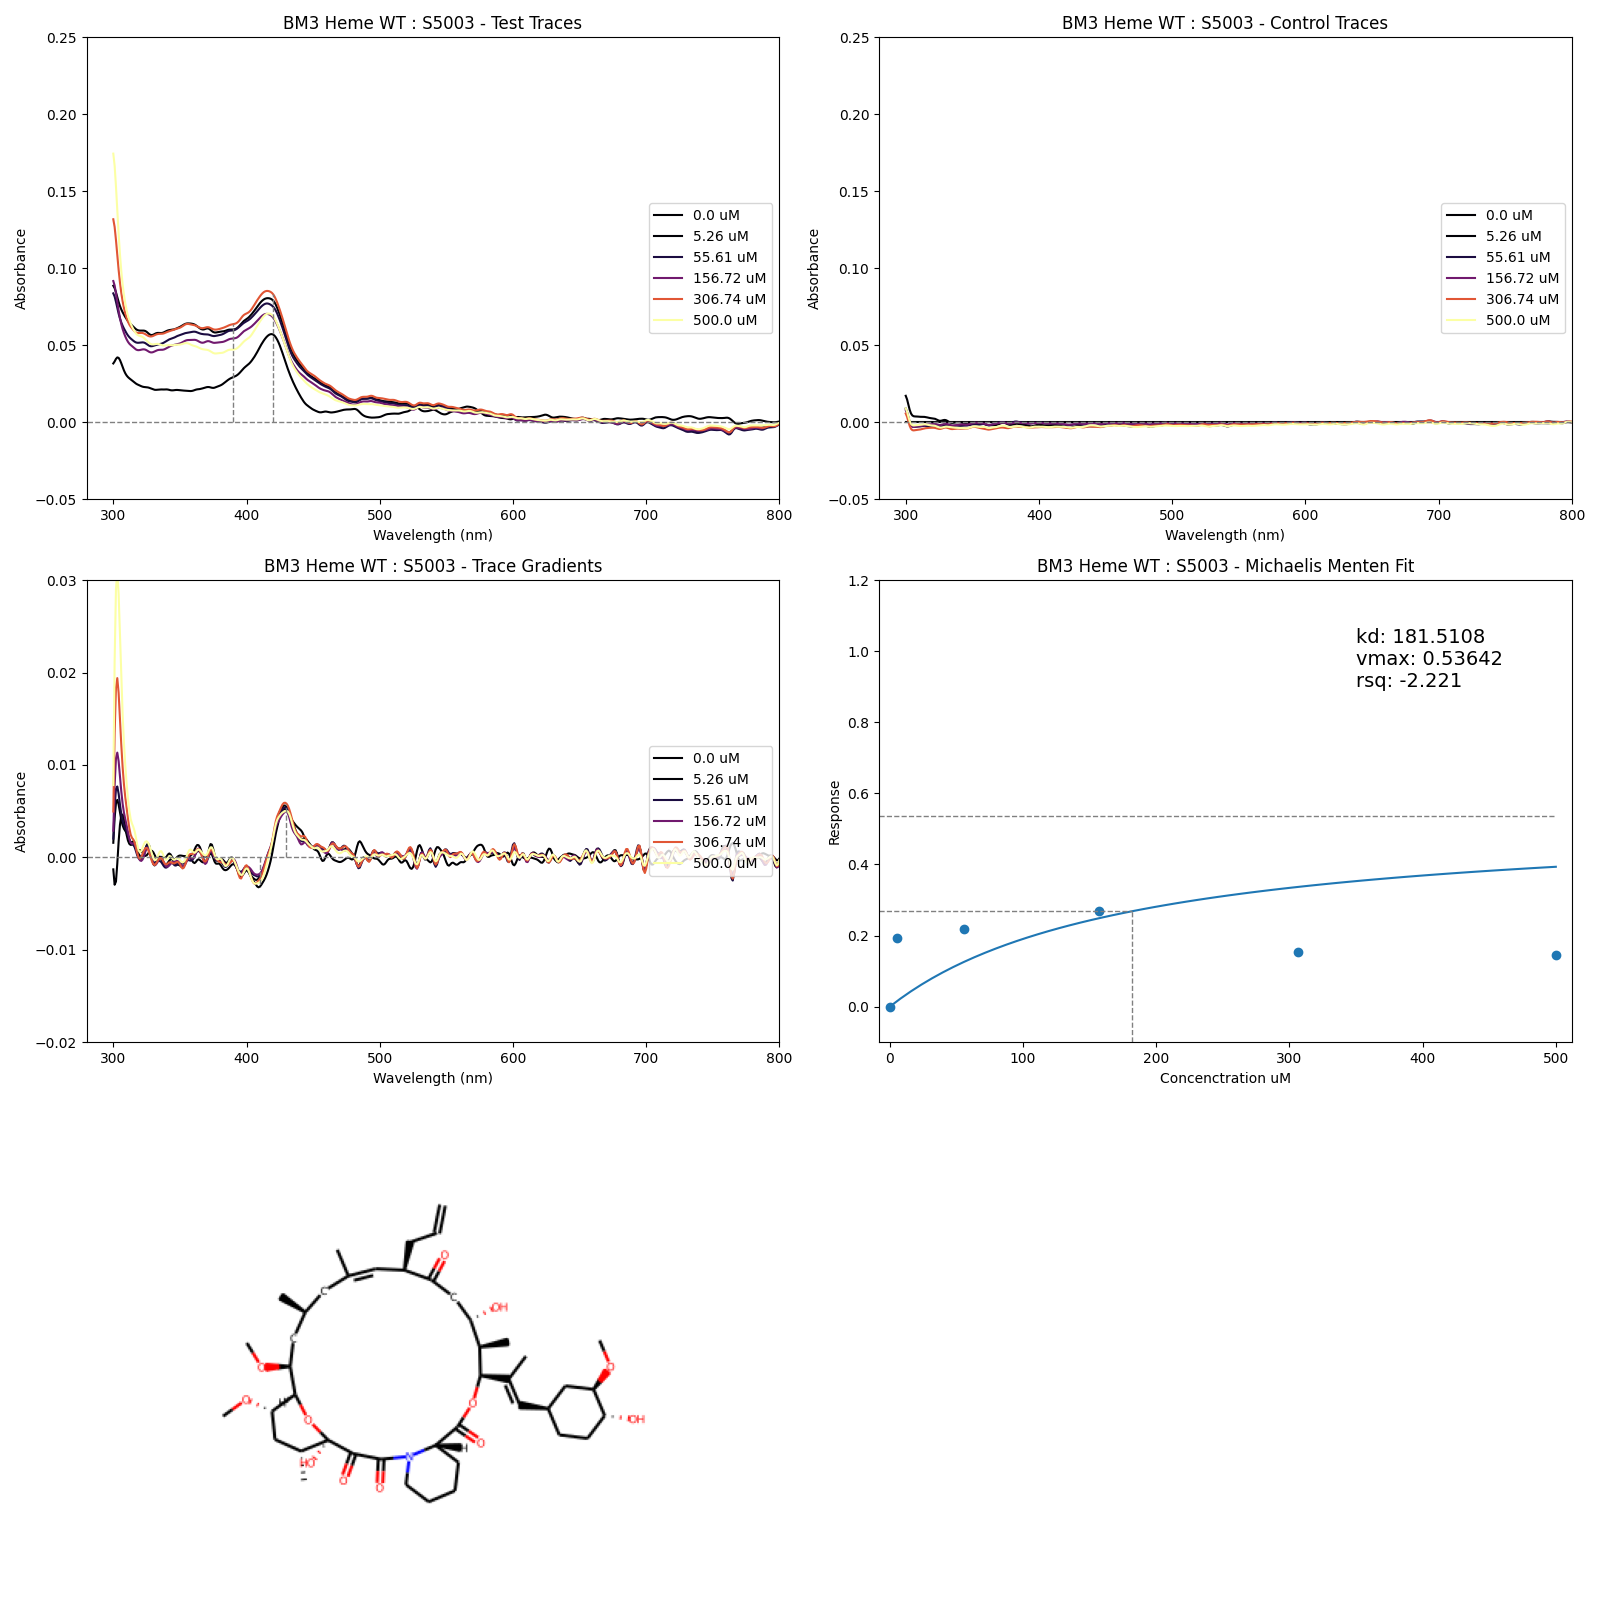 BM3 Heme WT : S5003 - Test Traces
Absorbance
0.25
0.20
0.15
0.10
0.05
0.00
−0.05
0.0 uM
5.26 uM
55.61 uM
156.72 uM
306.74 uM
500.0 uM
300 400 500 600 700 800
Wavelength (nm)
BM3 Heme WT : S5003 - Control Traces
Absorbance
0.25
0.20
0.15
0.10
0.05
0.00
−0.05
0.0 uM
5.26 uM
55.61 uM
156.72 uM
306.74 uM
500.0 uM
300 400 500 600 700 800
Wavelength (nm)
BM3 Heme WT : S5003 - Trace Gradients
Absorbance
0.03
0.02
0.01
0.00
−0.01
−0.02
0.0 uM
5.26 uM
55.61 uM
156.72 uM
306.74 uM
500.0 uM
300 400 500 600 700 800
Wavelength (nm)
BM3 Heme WT : S5003 - Michaelis Menten Fit
Response
1.2
1.0
0.8
0.6
0.4
0.2
0.0
kd: 181.5108
vmax: 0.53642
rsq: -2.221
0 100 200 300 400 500
Concenctration uM
O
C
C
OH
C
O
O
O
H
O
OH
O
O
H
N
HO
O
O